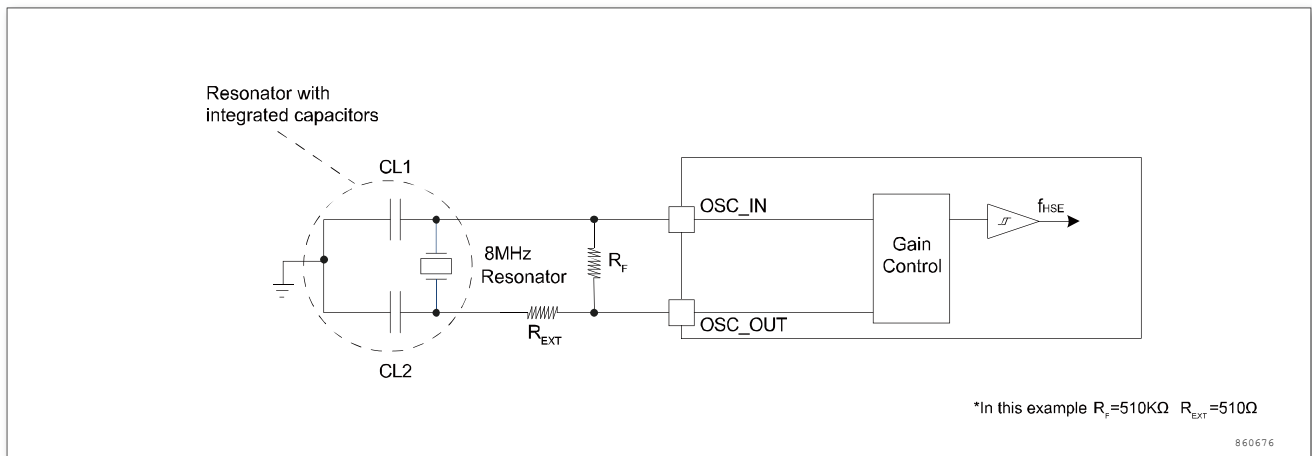 Resonator with
integrated capacitors
CL1
OSC_IN
fHSE
8MHz
Resonator
RF
Gain
Control
REXT
OSC_OUT
CL2
*In this example RF=510KΩ REXT=510Ω
860676